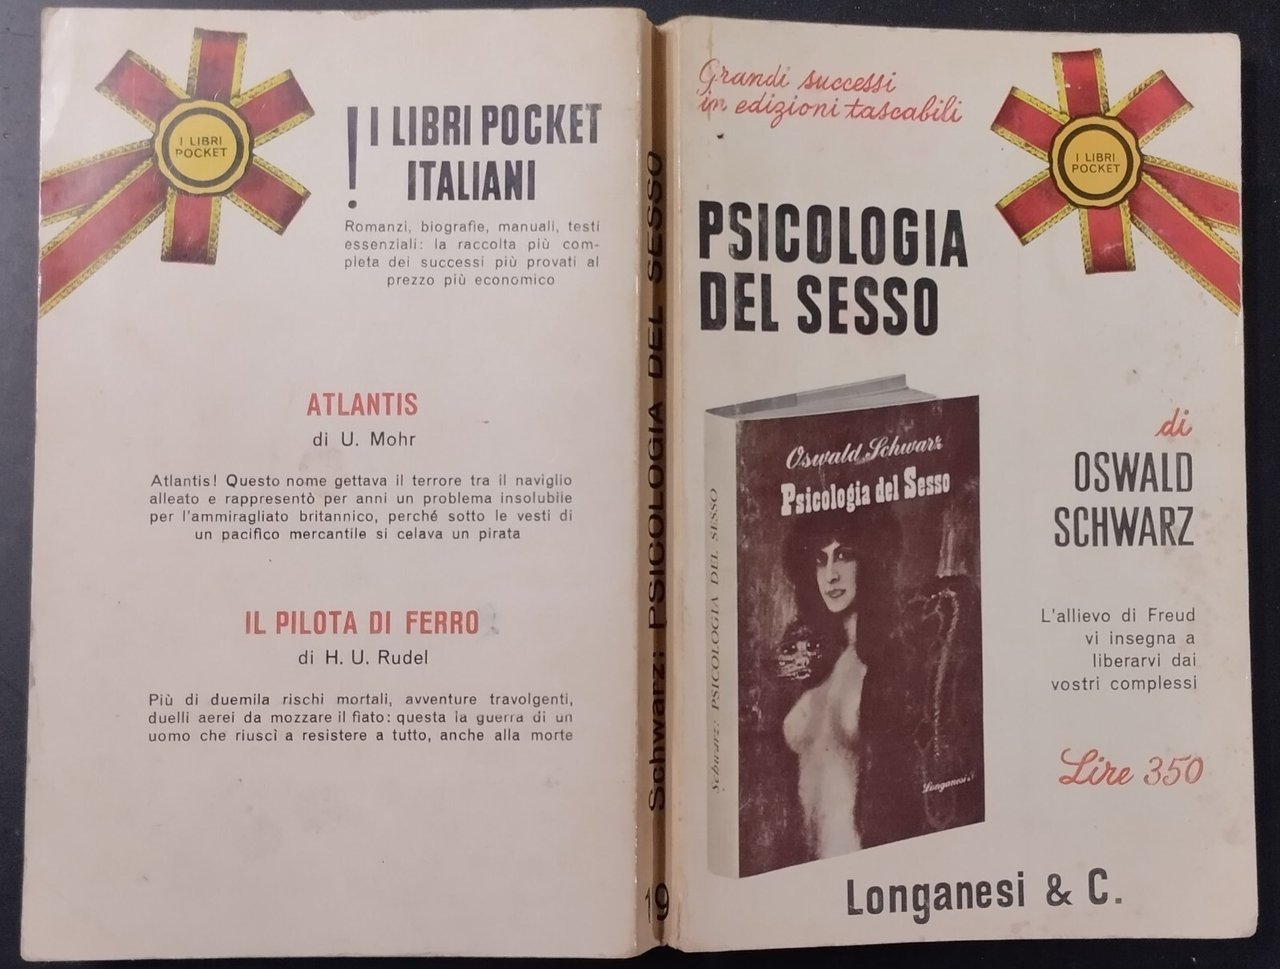 I LIBRI
POCKET
! I LIBRI POCKET
ITALIANI
Romanzi, biografie, manuali, testi
essenziali: la raccolta più com-
pleta dei successi più provati al
prezzo più economico
ATLANTIS
di U. Mohr
Atlantis! Questo nome gettava il terrore tra il naviglio
alleato e rappresentò per anni un problema insolubile
per l'ammiragliato britannico, perché sotto le vesti di
un pacifico mercantile si celava un pirata
IL PILOTA DI FERRO
di H. U. Rudel
Più di duemila rischi mortali, avventure travolgenti,
duelli aerei da mozzare il fiato: questa la guerra di un
uomo che riuscì a resistere a tutto, anche alla morte
Schwarz: PSICOLOGIA DEL SESSO
19
Grandi successi
in edizioni tascabili
I LIBRI
POCKET
PSICOLOGIA
DEL SESSO
di
OSWALD
SCHWARZ
Oswald Schwarz
Psicologia del Sesso
Schwarz: PSICOLOGIA DEL SESSO
Longanesi &
L'allievo di Freud
vi insegna a
liberarvi dai
vostri complessi
Lire 350
Longanesi & C.